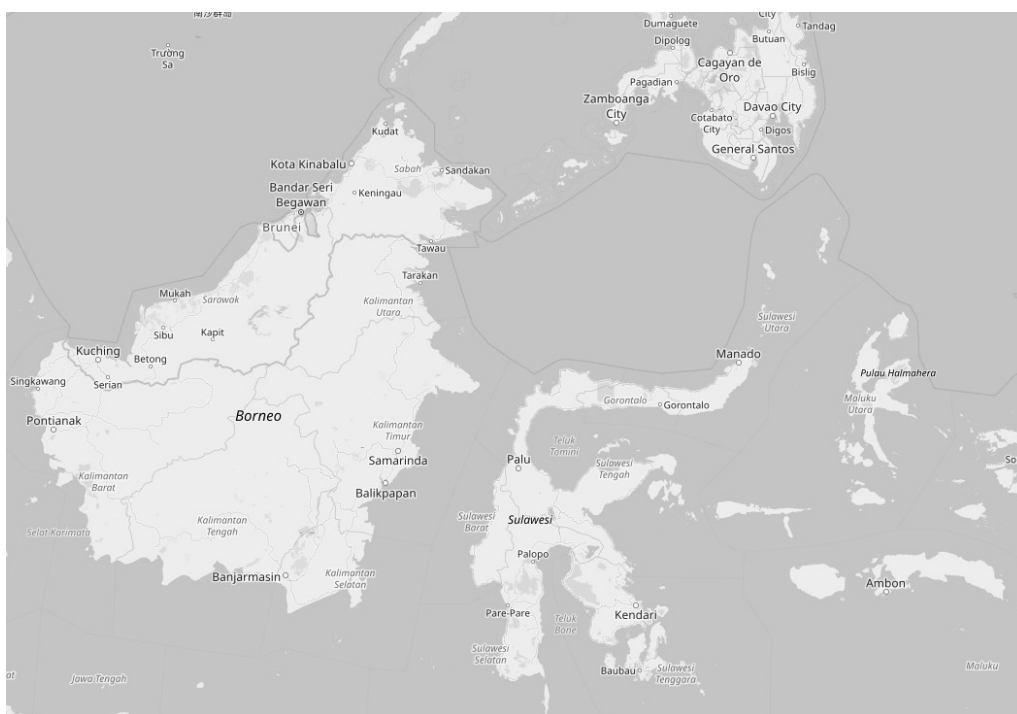 Dumaguete
City
Tandag
Dipolog
Butuan
Trường
Sa
Cagayan de
Oro
Pagadian
Bislig
Zamboanga
City
Davao City
Cotabato
City
Digos
Kudat
General Santos
Kota Kinabalu
Sabah
Sandakan
Bandar Seri
Begawan
Keningau
Brunei
Tawau
Tarakan
Mukah
Sarawak
Kalimantan
Utara
Sulawesi
Utara
Sibu
Kapit
Kuching
Betong
Manado
Singkawang
Serian
Pulau Halmahera
Borneo
Gorontalo
Gorontalo
Maluku
Utara
Pontianak
Kalimantan
Timur
Teluk
Tomini
Samarinda
Palu
Sulawesi
Tengah
So
Kalimantan
Barat
Balikpapan
Sulawesi
Barat
Sulawesi
Kalimantan
Tengah
Selat Karimata
Palopo
Banjarmasin
Kalimantan
Selatan
Ambon
Pare-Pare
Teluk
Bone
Kendari
Sulawesi
Selatan
Baubau
Sulawesi
Tenggara
Maluku
at
Jawa Tengah